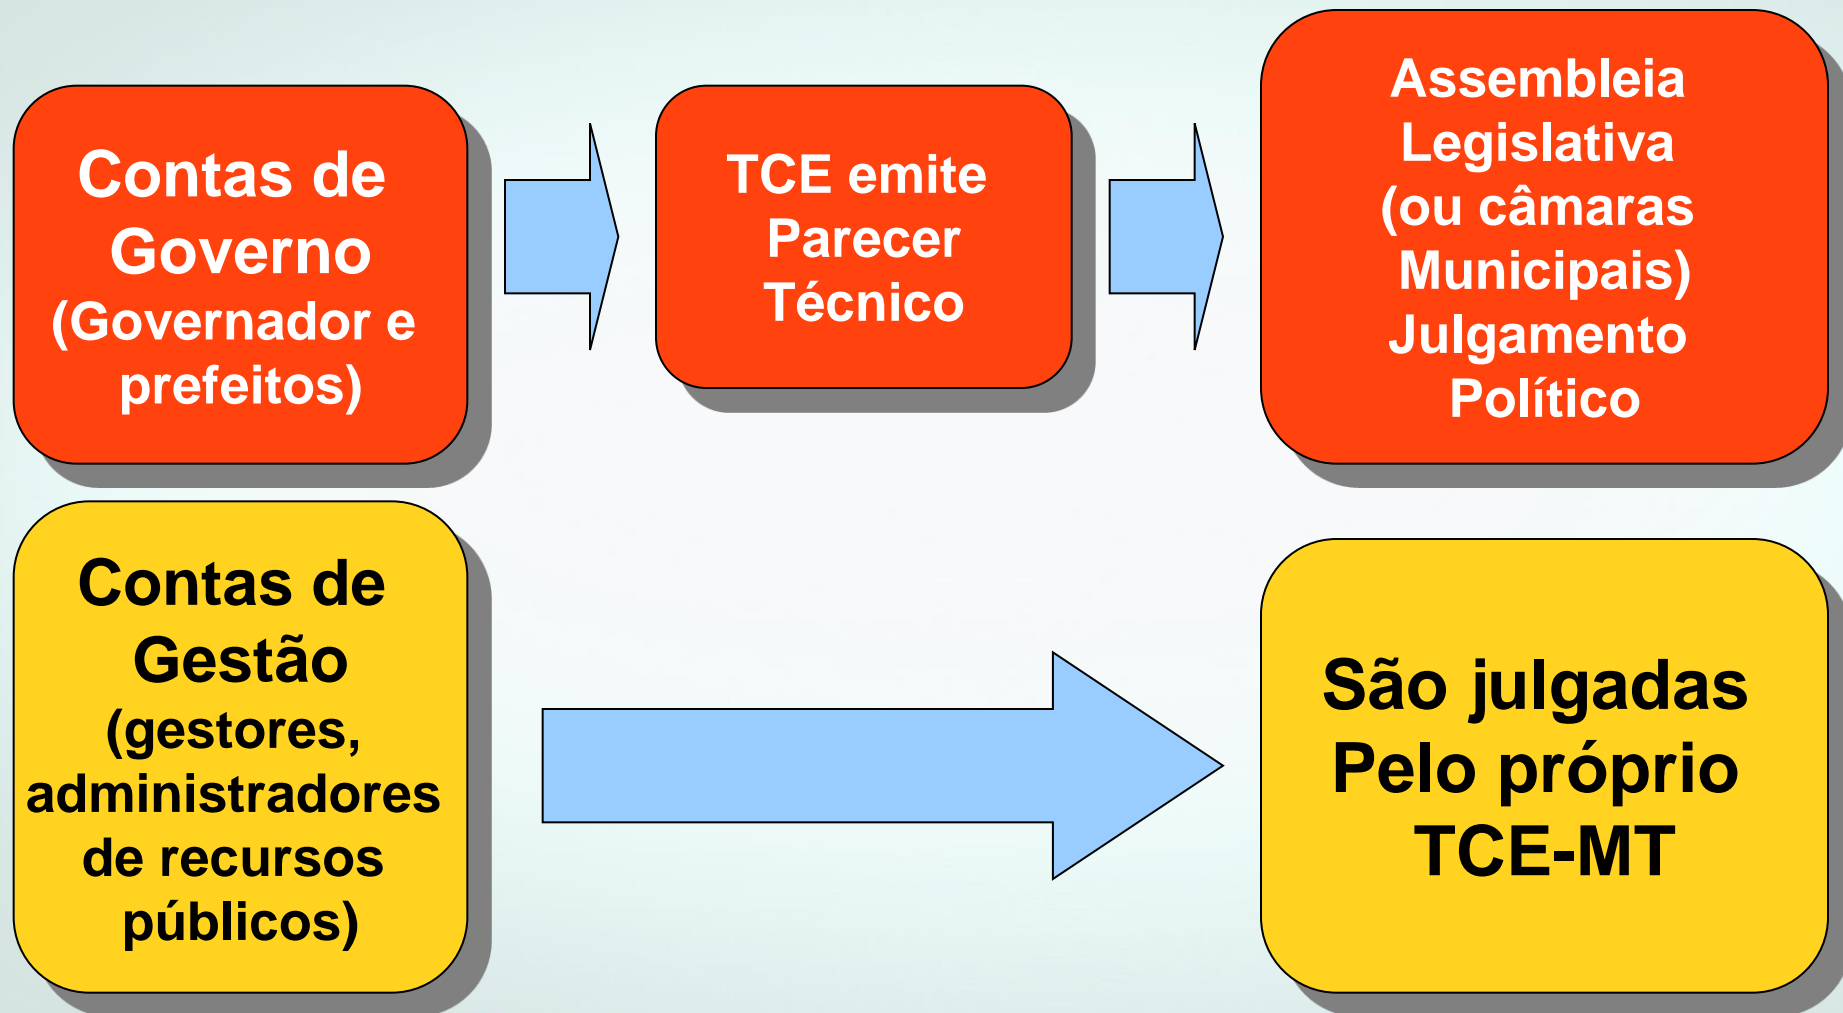 Contas de
Governo
(Governador e
prefeitos)
TCE emite
Parecer
Técnico
Assembleia
Legislativa
(ou câmaras
Municipais)
Julgamento
Político
Contas de
Gestão
(gestores,
administradores
de recursos
públicos)
São julgadas
Pelo próprio
TCE-MT